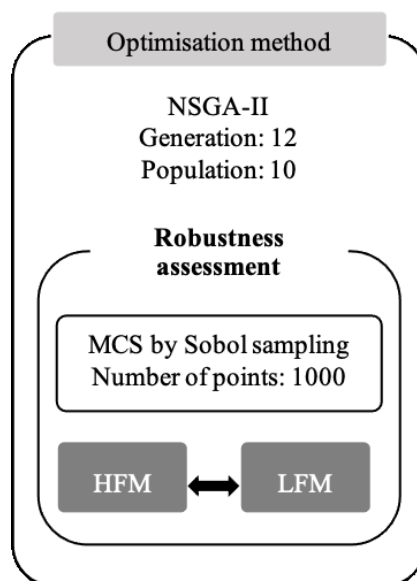 Optimisation method
NSGA-II
Generation: 12
Population: 10
Robustness
assessment
MCS by Sobol sampling
Number of points: 1000
HFM
LFM